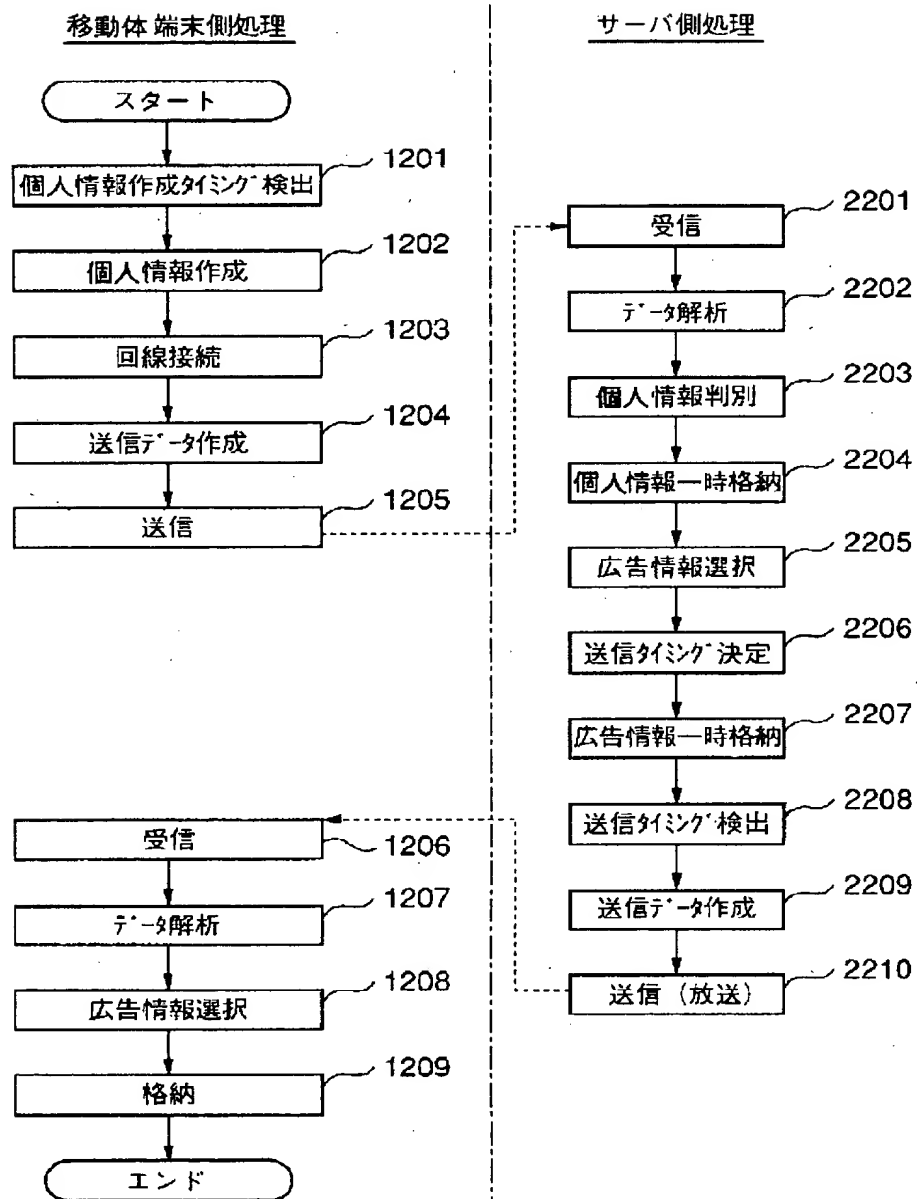 移動体端末側処理
スタート
個人情報作成タイミング検出
1201
個人情報作成
1202
回線接続
1203
送信データ作成
1204
送信
1205
受信
1206
データ解析
1207
広告情報選択
1208
格納
1209
エンド
サーバ側処理
受信
2201
データ解析
2202
個人情報判別
2203
個人情報一時格納
2204
広告情報選択
2205
送信タイミング決定
2206
広告情報一時格納
2207
送信タイミング検出
2208
送信データ作成
2209
送信（放送）
2210